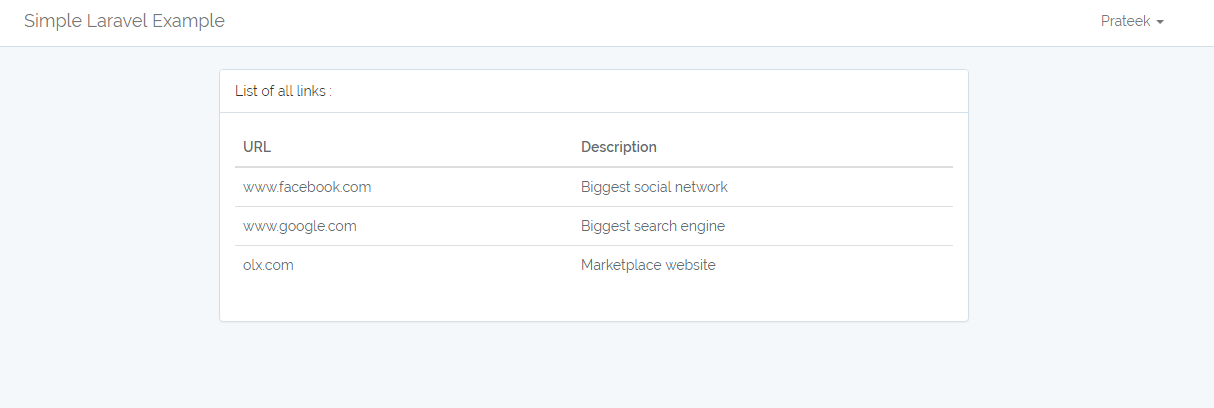 Simple Laravel Example Prateek
List of all links :
URL Description
www.facebook.com Biggest social network
www.google.com Biggest search engine
olx.com Marketplace website